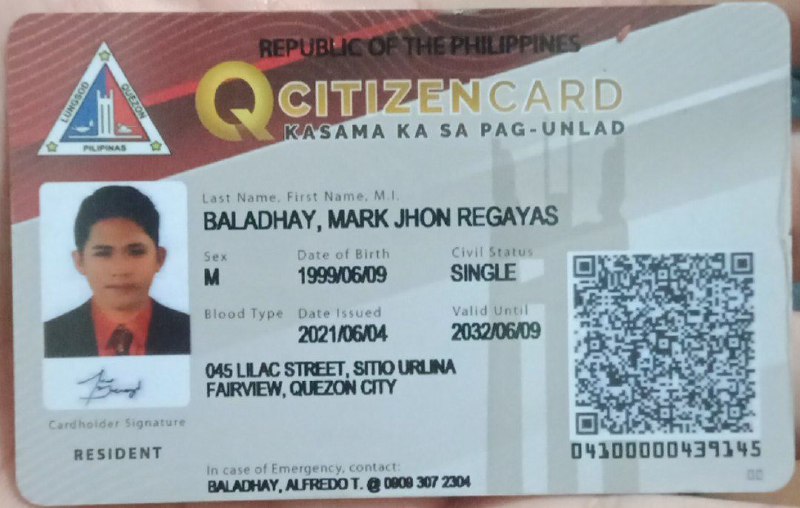 REPUBLIC OF THE PHILIPPINES
LUNGSOD QUEZON
PILIPINAS
QCITIZENCARD
KASAMA KA SA PAG-UNLAD
Last Name, First Name, M.I.
BALADHAY, MARK JHON REGAYAS
Sex Date of Birth Civil Status
M 1999/06/09 SINGLE
Blood Type Date Issued Valid Until
2021/06/04 2032/06/09
045 LILAC STREET, SITIO URLINA
FAIRVIEW, QUEZON CITY
Cardholder Signature
RESIDENT
04100000439145
In case of Emergency, contact:
BALADHAY, ALFREDO T. @ 0909 307 2304